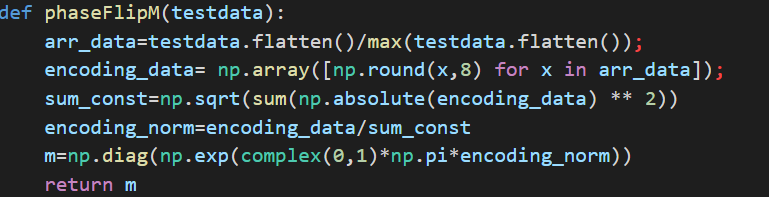 def phaseFlipM(testdata):
    arr_data=testdata.flatten()/max(testdata.flatten());
    encoding_data= np.array([np.round(x,8) for x in arr_data]);
    sum_const=np.sqrt(sum(np.absolute(encoding_data) ** 2))
    encoding_norm=encoding_data/sum_const
    m=np.diag(np.exp(complex(0,1)*np.pi*encoding_norm))
    return m